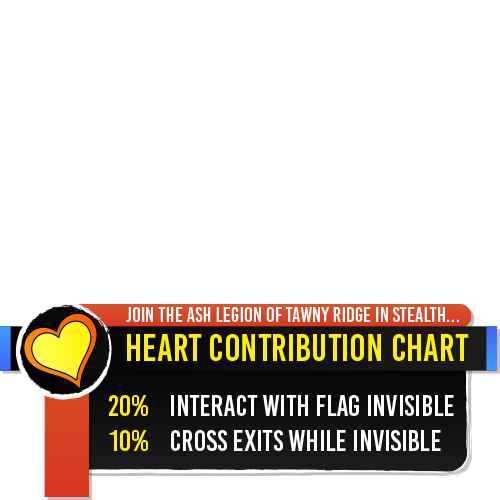 JOIN THE ASH LEGION OF TAWNY RIDGE IN STEALTH...
HEART CONTRIBUTION CHART
20% INTERACT WITH FLAG INVISIBLE
10% CROSS EXITS WHILE INVISIBLE